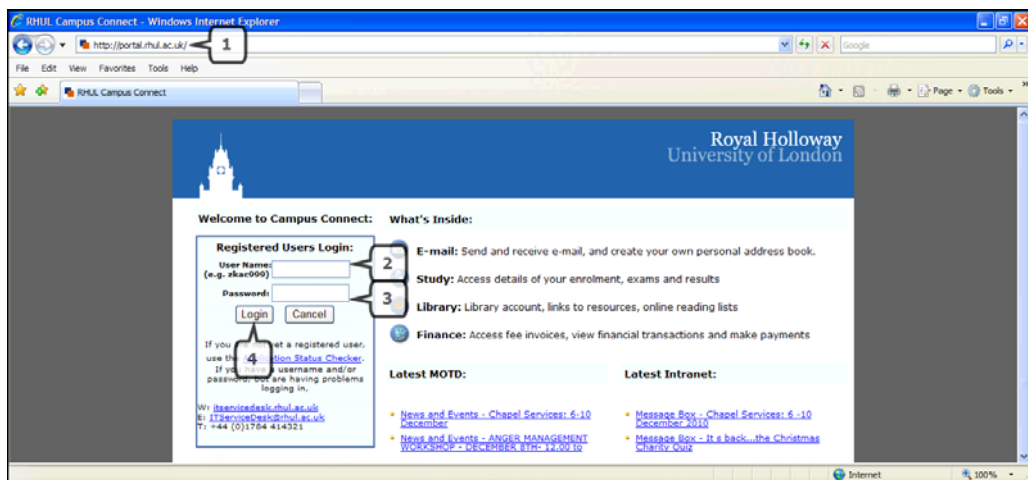 RHUL Campus Connect - Windows Internet Explorer
http://portal.rhul.ac.uk/
1
Google
File Edit View Favorites Tools Help
RHUL Campus Connect
Page Tools
Royal Holloway
University of London
Welcome to Campus Connect:
What's Inside:
Registered Users Login:
User Name:
(e.g. zkac099)
2
Password:
3
Login Cancel
4
If you a yet a registered user,
use the tion Status Checker.
If you have a username and/or
password, but are having problems
logging in,
W: itservicedesk.rhul.ac.uk
E: ITServiceDesk@rhul.ac.uk
T: +44 (0)1784 414321
E-mail: Send and receive e-mail, and create your own personal address book.
Study: Access details of your enrolment, exams and results
Library: Library account, links to resources, online reading lists
Finance: Access fee invoices, view financial transactions and make payments
Latest MOTD:
News and Events - Chapel Services: 6-10
December
News and Events - ANGER MANAGEMENT
WORKSHOP - DECEMBER 8TH- 12.00 to
Latest Intranet:
Message Box - Chapel Services: 6 -10
December 2010
Message Box - It s back...the Christmas
Charity Quiz
Internet
100%